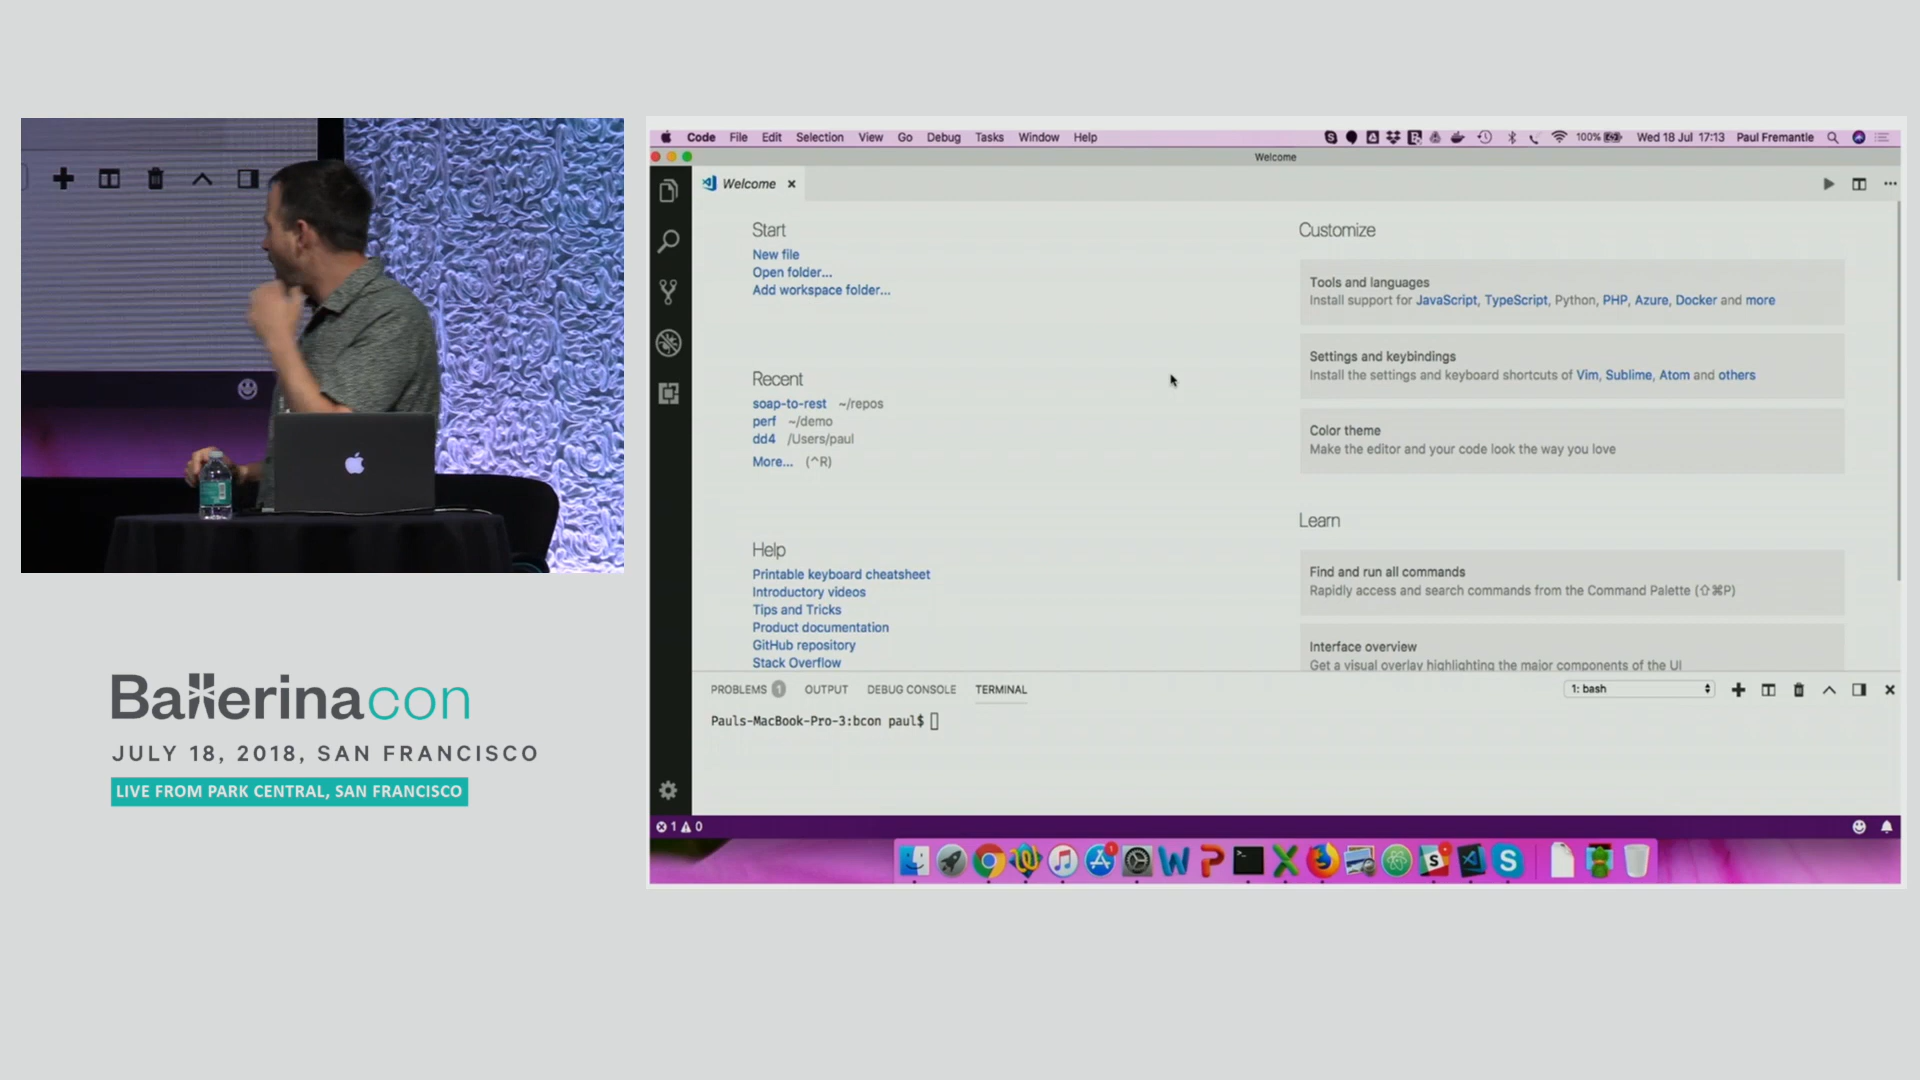 Code File Edit Selection View Go Debug Tasks Window Help
100% Wed 18 Jul 17:13 Paul Fremantle
Welcome
Welcome
Start
New file
Open folder...
Add workspace folder...
Recent
soap-to-rest ~/repos
perf ~/demo
dd4 /Users/paul
More... (^R)
Help
Printable keyboard cheatsheet
Introductory videos
Tips and Tricks
Product documentation
GitHub repository
Stack Overflow
Customize
Tools and languages
Install support for JavaScript, TypeScript, Python, PHP, Azure, Docker and more
Settings and keybindings
Install the settings and keyboard shortcuts of Vim, Sublime, Atom and others
Color theme
Make the editor and your code look the way you love
Learn
Find and run all commands
Rapidly access and search commands from the Command Palette (⇧⌘P)
Interface overview
Get a visual overlay highlighting the major components of the UI
PROBLEMS 1 OUTPUT DEBUG CONSOLE TERMINAL
1: bash
Pauls-MacBook-Pro-3:bcon paul$
1 0
Ballerinacon
JULY 18, 2018, SAN FRANCISCO
LIVE FROM PARK CENTRAL, SAN FRANCISCO